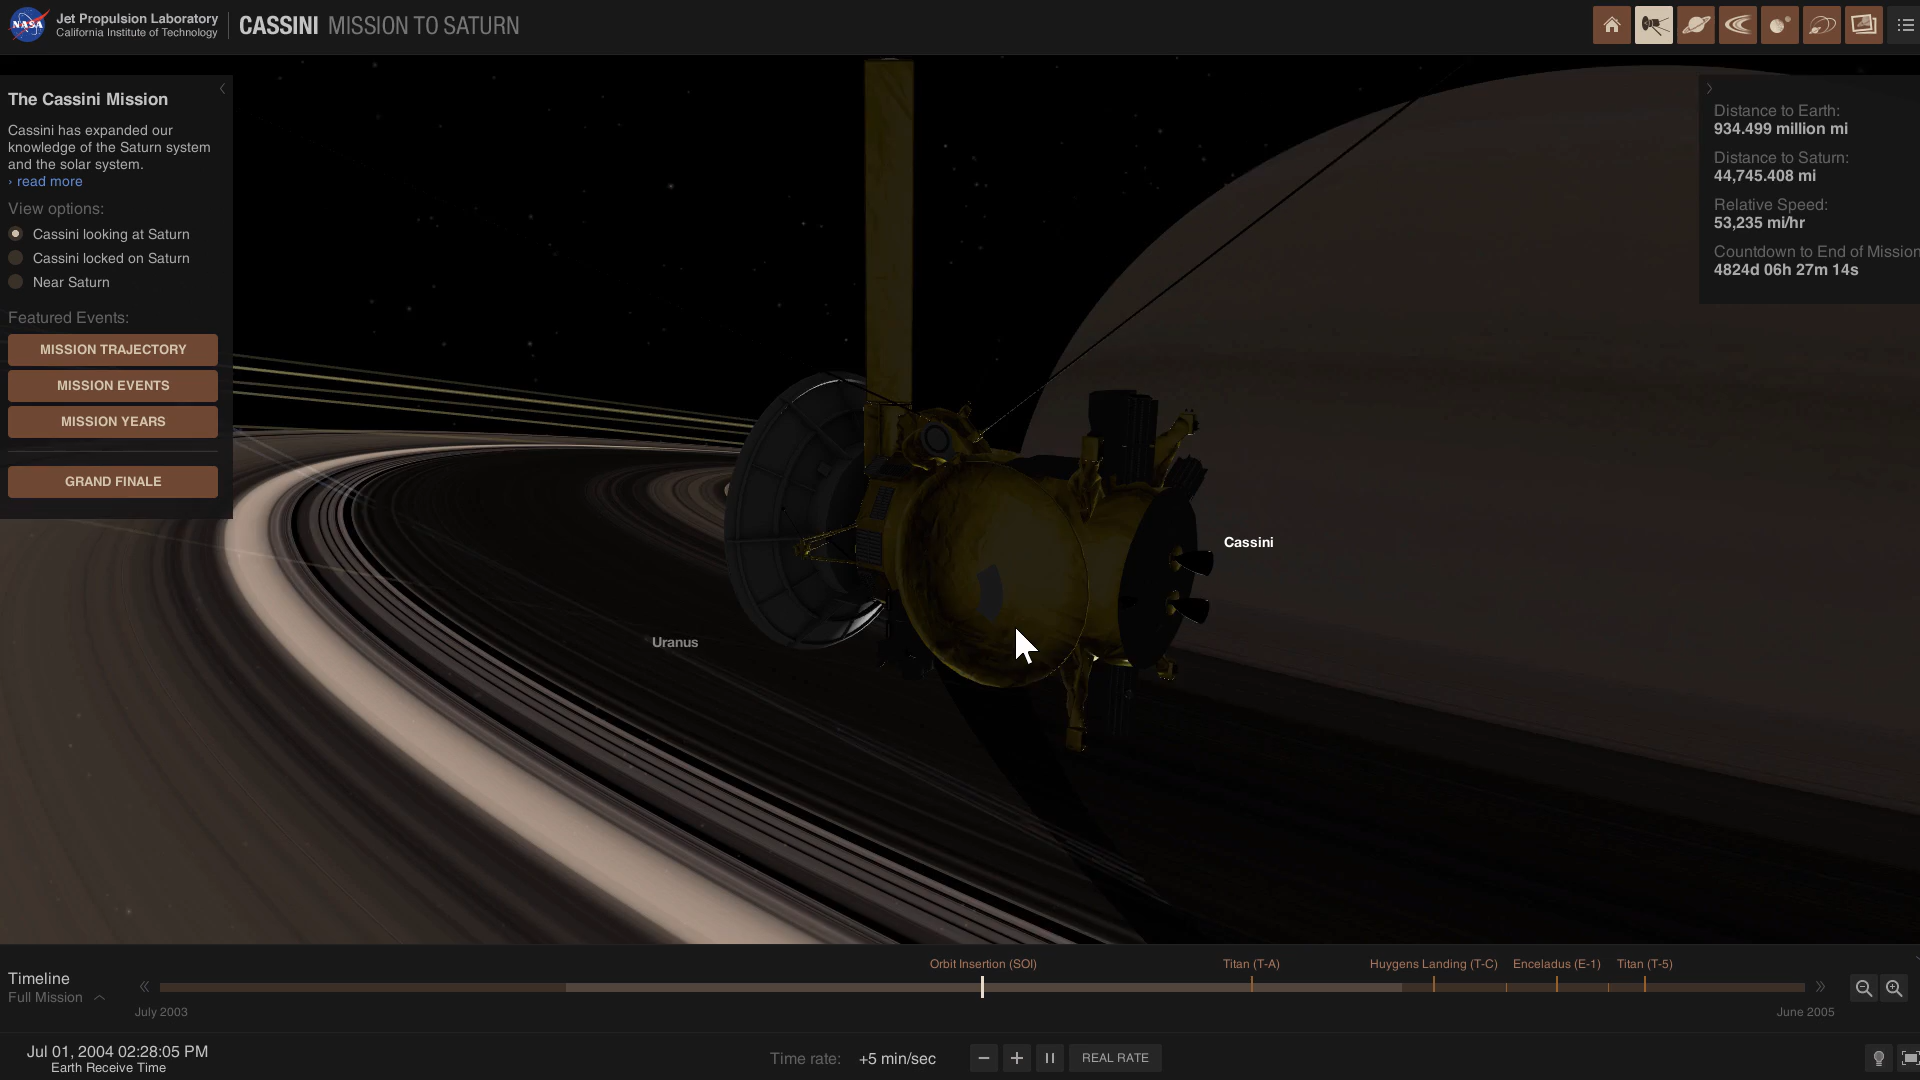 NASA
Jet Propulsion Laboratory
California Institute of Technology
CASSINI MISSION TO SATURN
The Cassini Mission
Cassini has expanded our
knowledge of the Saturn system
and the solar system.
› read more
View options:
Cassini looking at Saturn
Cassini locked on Saturn
Near Saturn
Featured Events:
MISSION TRAJECTORY
MISSION EVENTS
MISSION YEARS
GRAND FINALE
Distance to Earth:
934.499 million mi
Distance to Saturn:
44,745.408 mi
Relative Speed:
53,235 mi/hr
Countdown to End of Mission
4824d 06h 27m 14s
Cassini
Uranus
Timeline
Full Mission
Orbit Insertion (SOI)
Titan (T-A)
Huygens Landing (T-C)
Enceladus (E-1)
Titan (T-5)
July 2003
June 2005
Jul 01, 2004 02:28:05 PM
Earth Receive Time
Time rate: +5 min/sec
REAL RATE